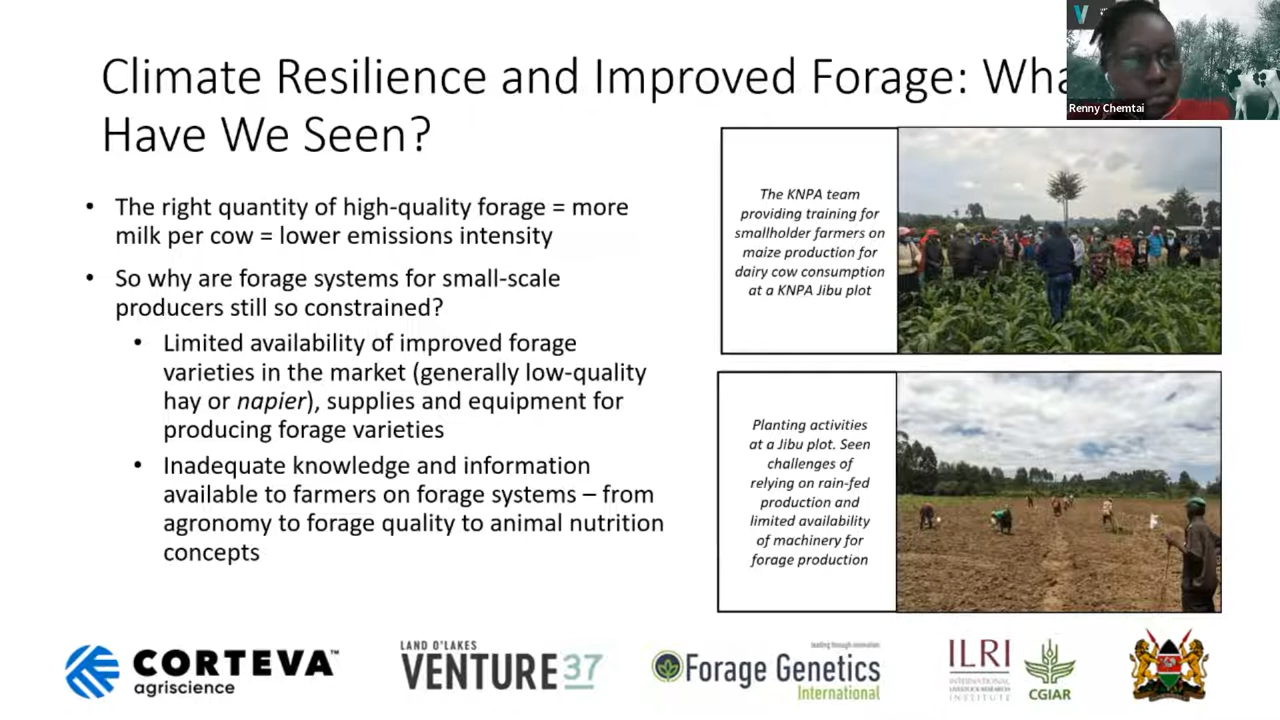 Renny Chemtai
Climate Resilience and Improved Forage:
Have We Seen?
• The right quantity of high-quality forage = more
milk per cow = lower emissions intensity
• So why are forage systems for small-scale
producers still so constrained?
• Limited availability of improved forage
varieties in the market (generally low-quality
hay or napier), supplies and equipment for
producing forage varieties
• Inadequate knowledge and information
available to farmers on forage systems – from
agronomy to forage quality to animal nutrition
concepts
The KNPA team
providing training for
smallholder farmers on
maize production for
dairy cow consumption
at a KNPA Jibu plot
Planting activities
at a Jibu plot. Seen
challenges of
relying on rain-fed
production and
limited availability
of machinery for
forage production
CORTEVA™
agriscience
LAND O'LAKES
VENTURE 37
leading through innovation
Forage Genetics
International
ILRI
INTERNATIONAL
LIVESTOCK RESEARCH
INSTITUTE
CGIAR